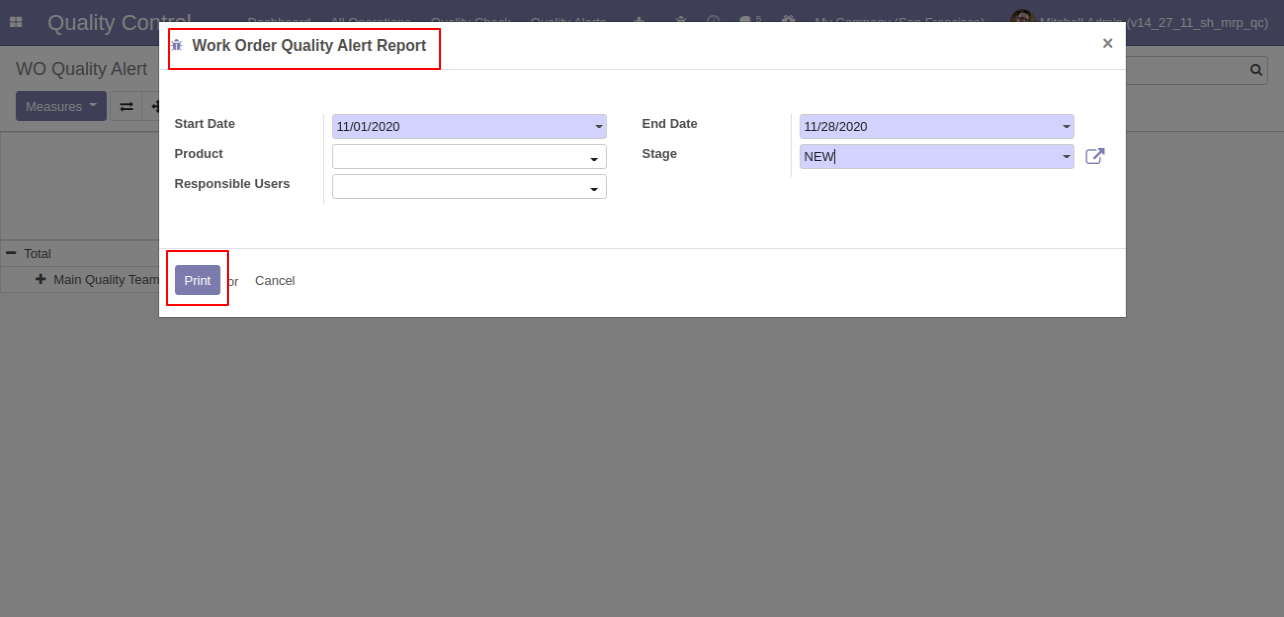 Quality Control
Dashboard All Operations Quality Check Quality Alerts 5 My Company (San Francisco) Mitchell Admin (v14_27_11_sh_mrp_qc)
Work Order Quality Alert Report ×
WO Quality Alert
Measures
Start Date 11/01/2020 End Date 11/28/2020
Product Stage NEW
Responsible Users
Total
Main Quality Team
Print or Cancel